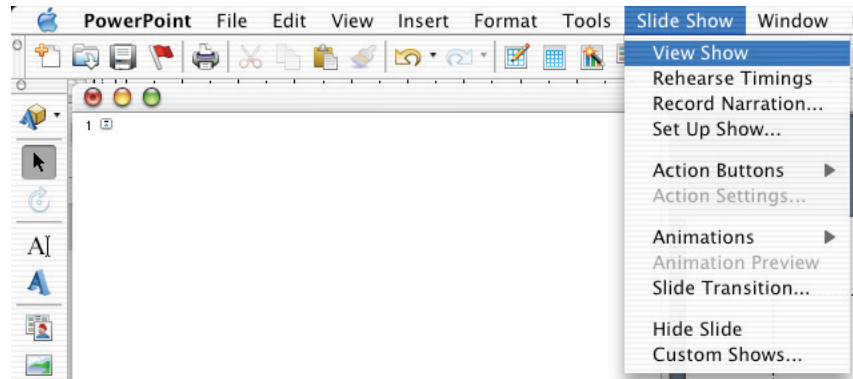 PowerPoint File Edit View Insert Format Tools Slide Show Window
View Show
Rehearse Timings
Record Narration...
Set Up Show...
Action Buttons
Action Settings...
Animations
Animation Preview
Slide Transition...
Hide Slide
Custom Shows...
1
AI
A